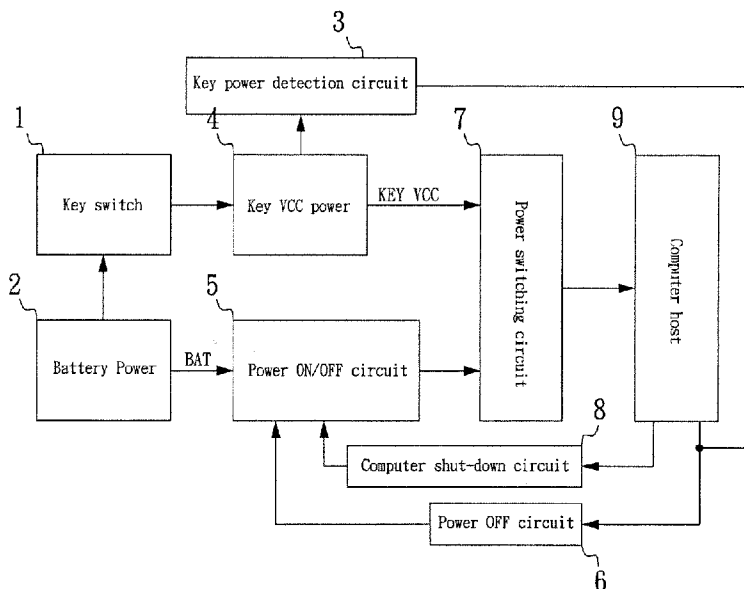 3
Key power detection circuit
1
Key switch
4
Key VCC power
KEY VCC
7
Power switching circuit
9
Computer host
2
Battery Power
BAT
5
Power ON/OFF circuit
8
Computer shut-down circuit
Power OFF circuit
6